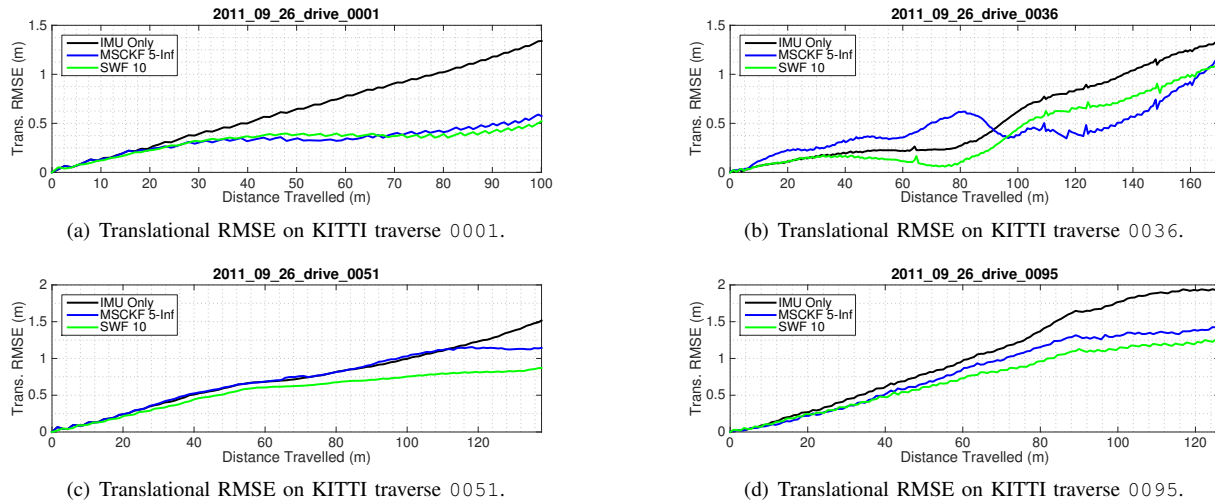 2011_09_26_drive_0001
Trans. RMSE (m)
1.5
1
0.5
0
IMU Only
MSCKF 5-Inf
SWF 10
0 10 20 30 40 50 60 70 80 90 100
Distance Travelled (m)
(a) Translational RMSE on KITTI traverse 0001.
2011_09_26_drive_0036
Trans. RMSE (m)
1.5
1
0.5
0
IMU Only
MSCKF 5-Inf
SWF 10
0 20 40 60 80 100 120 140 160
Distance Travelled (m)
(b) Translational RMSE on KITTI traverse 0036.
2011_09_26_drive_0051
Trans. RMSE (m)
2
1.5
1
0.5
0
IMU Only
MSCKF 5-Inf
SWF 10
0 20 40 60 80 100 120
Distance Travelled (m)
(c) Translational RMSE on KITTI traverse 0051.
2011_09_26_drive_0095
Trans. RMSE (m)
2
1.5
1
0.5
0
IMU Only
MSCKF 5-Inf
SWF 10
0 20 40 60 80 100 120
Distance Travelled (m)
(d) Translational RMSE on KITTI traverse 0095.